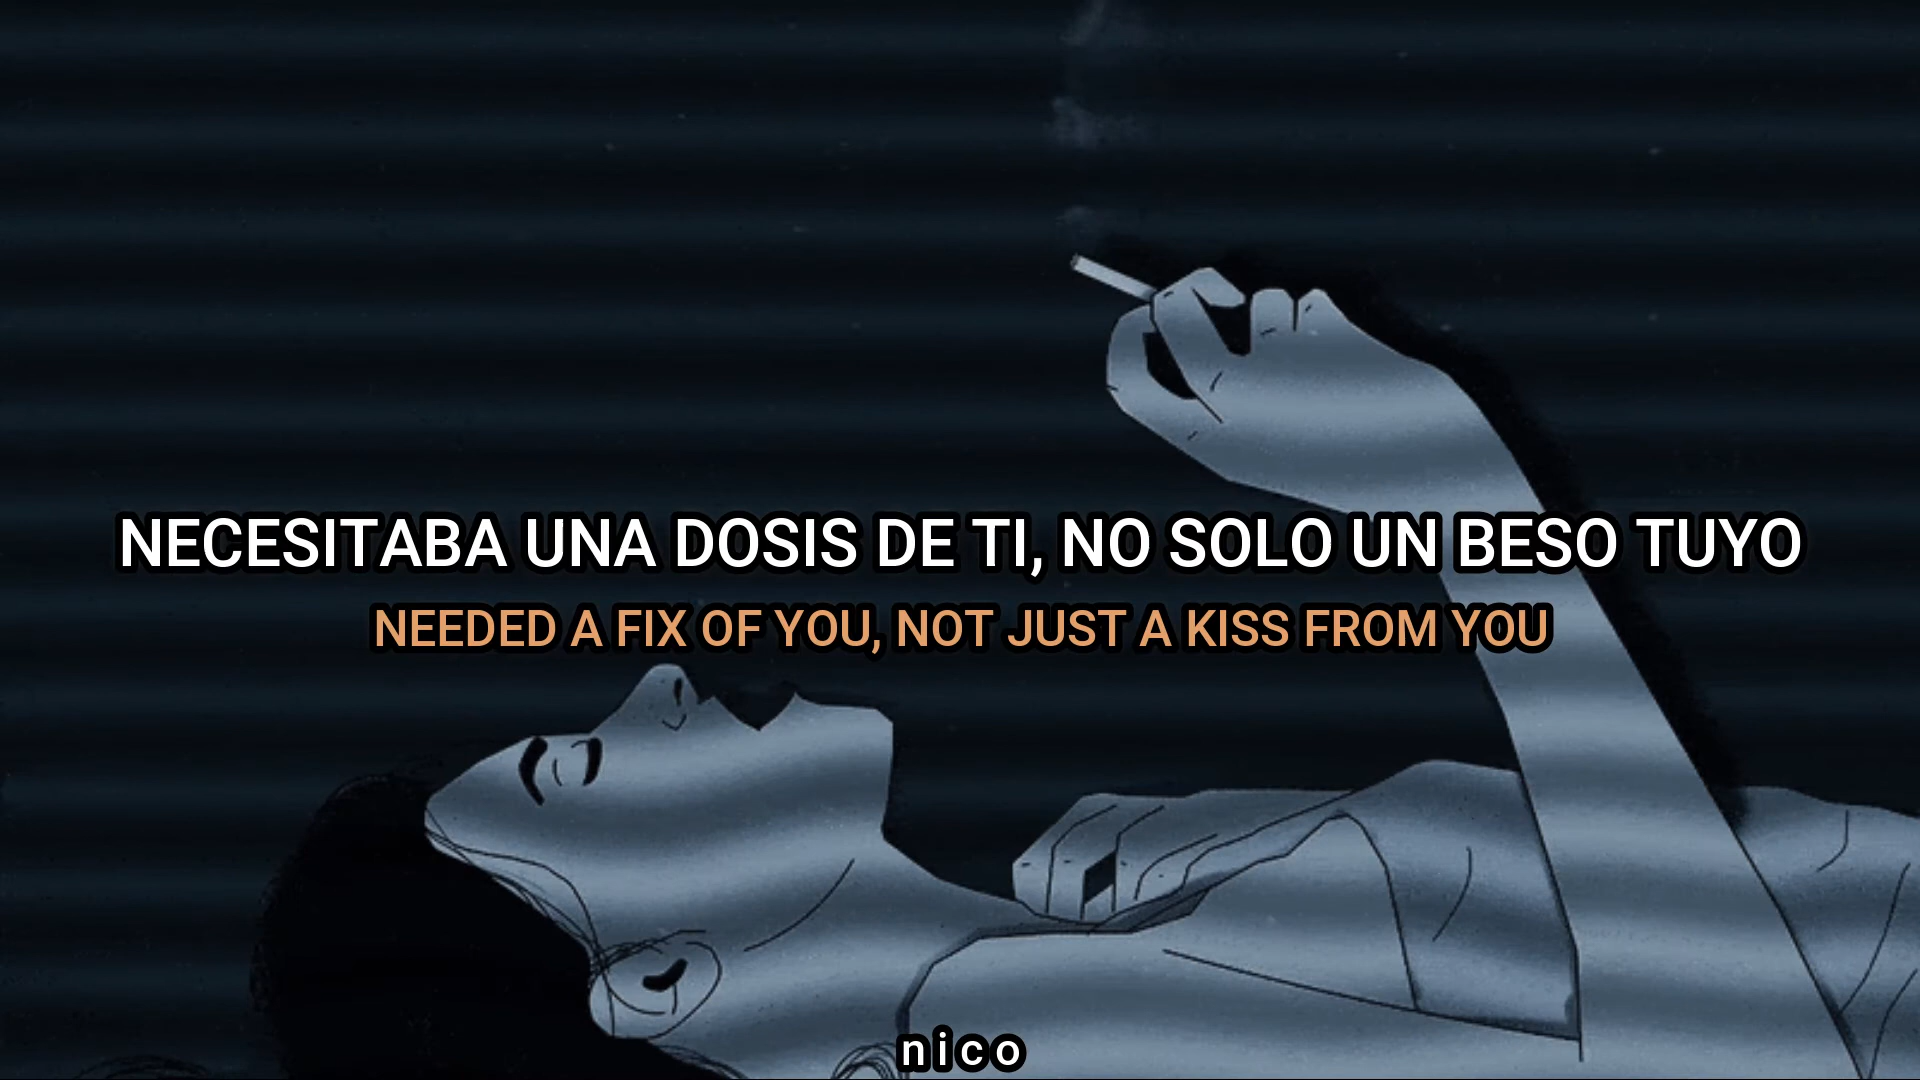 NECESITABA UNA DOSIS DE TI, NO SOLO UN BESO TUYO
NEEDED A FIX OF YOU, NOT JUST A KISS FROM YOU
nico